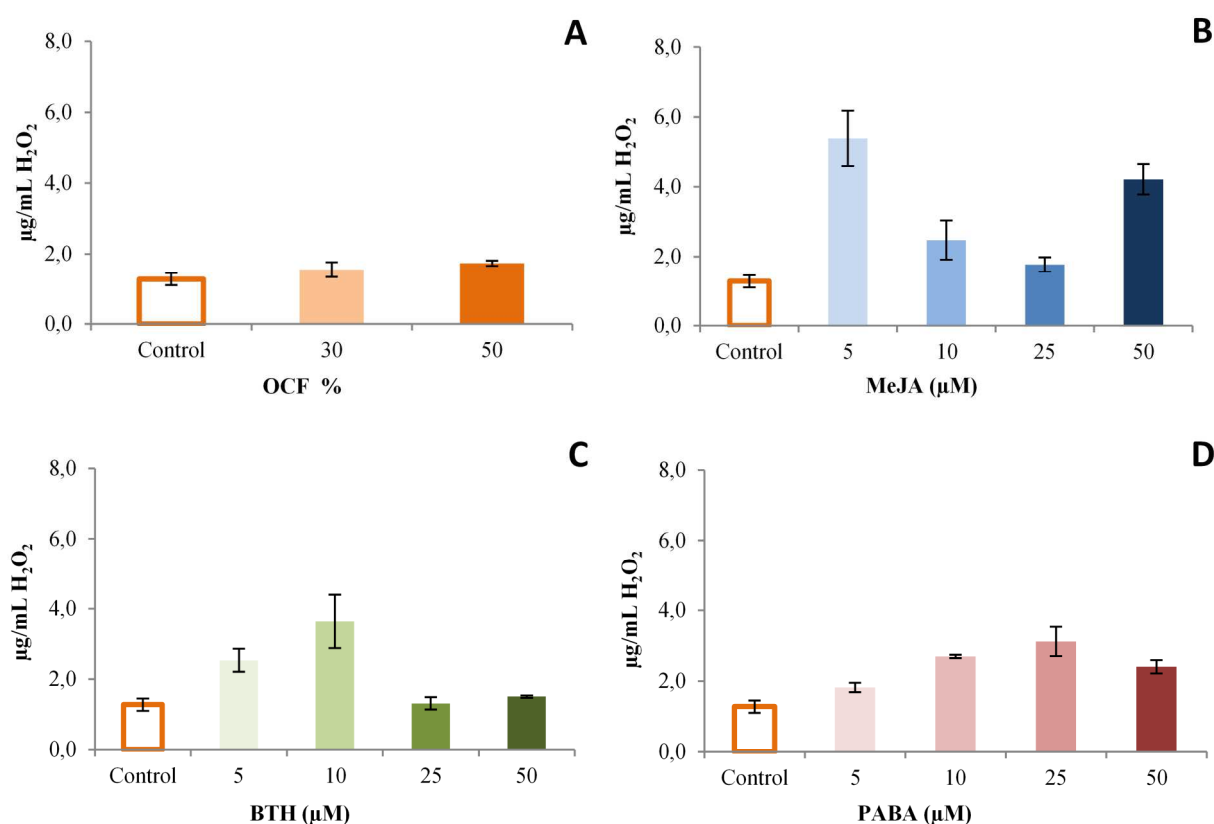 A
8,0
6,0
4,0
2,0
0,0
µg/mL H₂O₂
Control 30 50
OCF %
B
8,0
6,0
4,0
2,0
0,0
µg/mL H₂O₂
Control 5 10 25 50
MeJA (µM)
C
8,0
6,0
4,0
2,0
0,0
µg/mL H₂O₂
Control 5 10 25 50
BTH (µM)
D
8,0
6,0
4,0
2,0
0,0
µg/mL H₂O₂
Control 5 10 25 50
PABA (µM)